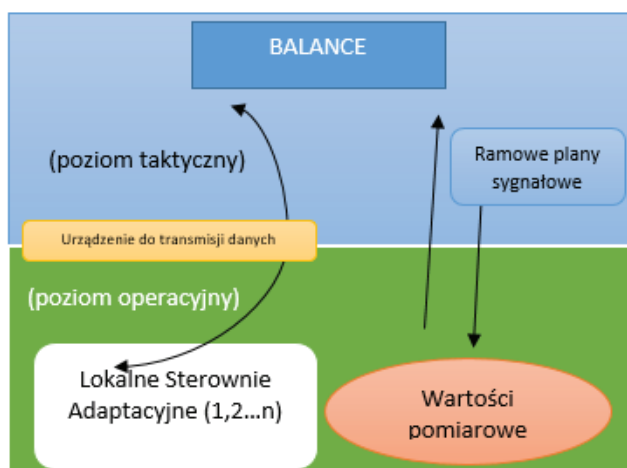 BALANCE
(poziom taktyczny)
Ramowe plany
sygnałowe
Urządzenie do transmisji danych
(poziom operacyjny)
Lokalne Sterownie
Adaptacyjne (1,2...n)
Wartości
pomiarowe